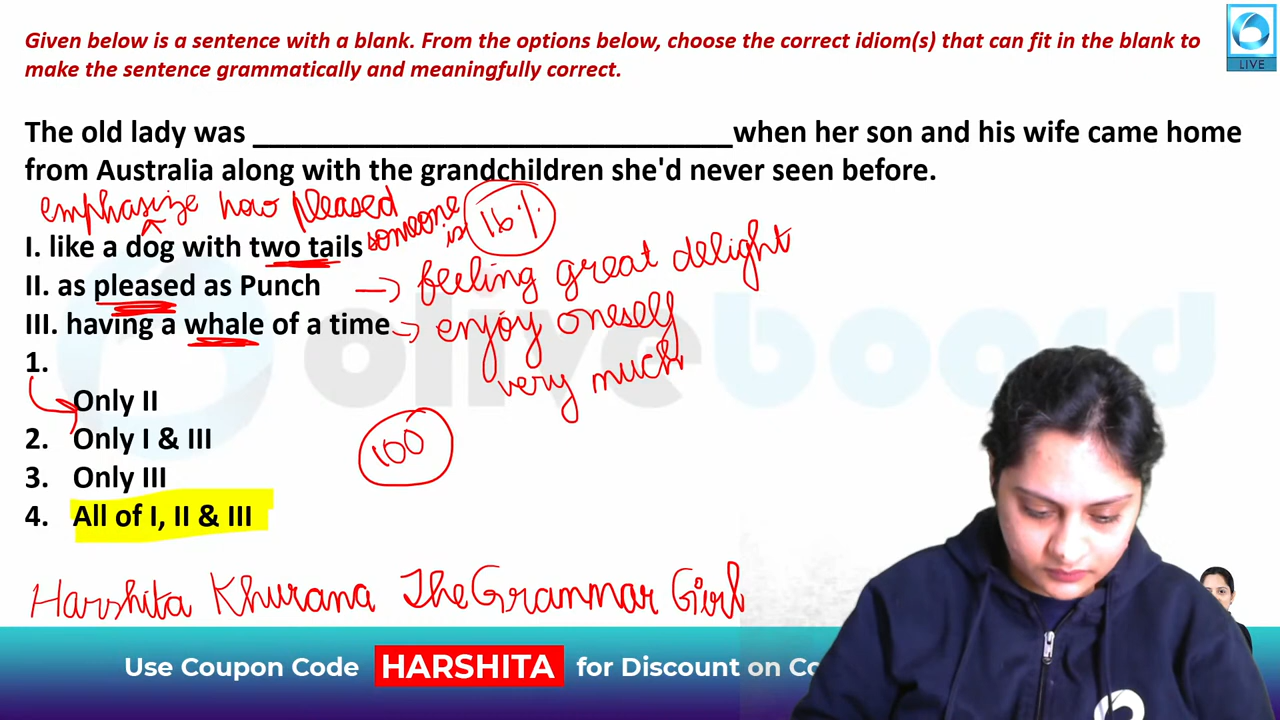 Given below is a sentence with a blank. From the options below, choose the correct idiom(s) that can fit in the blank to
make the sentence grammatically and meaningfully correct.
LIVE
The old lady was ________________________________when her son and his wife came home
from Australia along with the grandchildren she'd never seen before.
emphasize how pleased someone is 16%
I. like a dog with two tails
II. as pleased as Punch → feeling great delight
III. having a whale of a time → enjoy oneself
very much
1.
Only II
2. Only I & III
100
3. Only III
4. All of I, II & III
oliveboard
Harshita Khurana The Grammar Girl
Use Coupon Code HARSHITA for Discount on Co